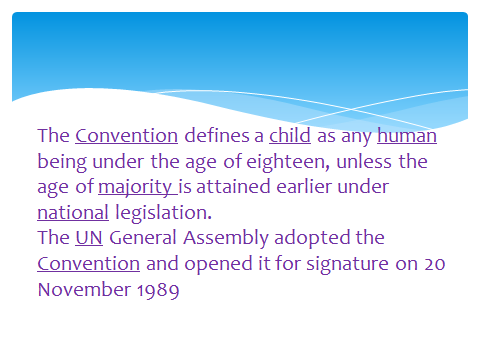 The Convention defines a child as any human
being under the age of eighteen, unless the
age of majority is attained earlier under
national legislation.
The UN General Assembly adopted the
Convention and opened it for signature on 20
November 1989